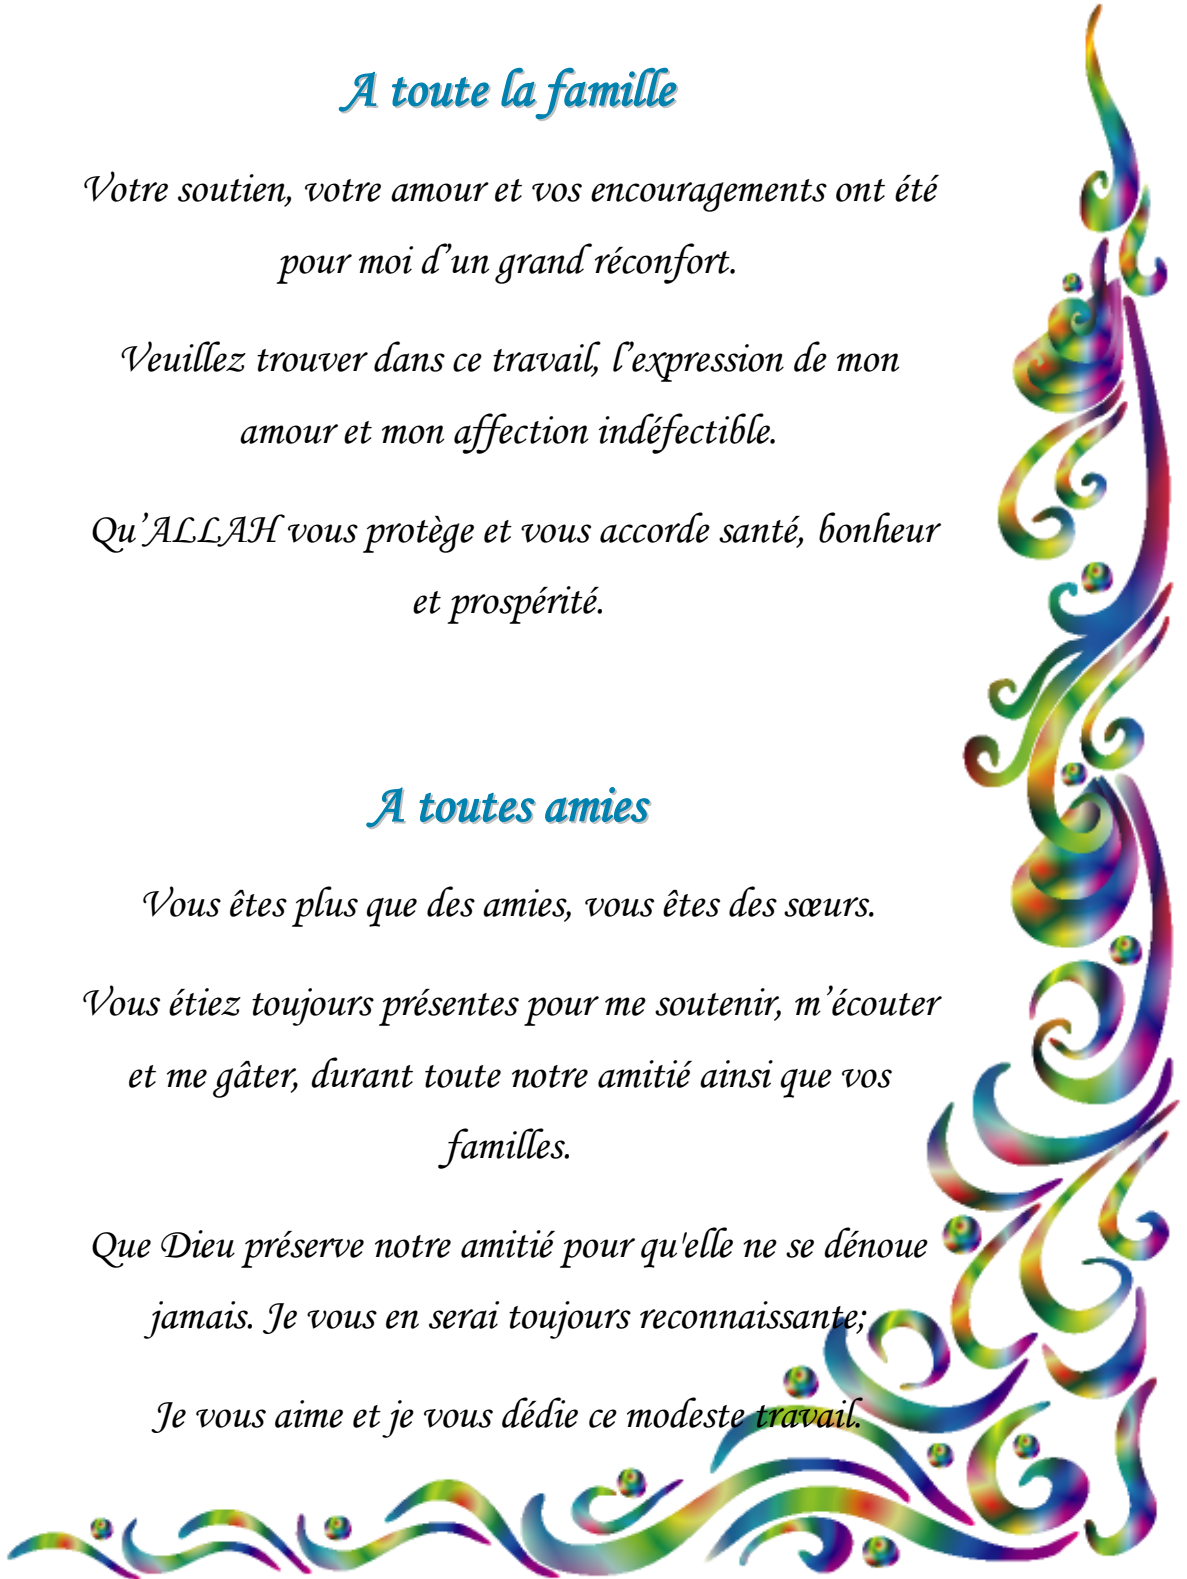 A toute la famille
Votre soutien, votre amour et vos encouragements ont été
pour moi d’un grand réconfort.
Veuillez trouver dans ce travail, l’expression de mon
amour et mon affection indéfectible.
Qu’ALLAH vous protège et vous accorde santé, bonheur
et prospérité.
A toutes amies
Vous êtes plus que des amies, vous êtes des sœurs.
Vous étiez toujours présentes pour me soutenir, m’écouter
et me gâter, durant toute notre amitié ainsi que vos
familles.
Que Dieu préserve notre amitié pour qu'elle ne se dénoue
jamais. Je vous en serai toujours reconnaissante;
Je vous aime et je vous dédie ce modeste travail.